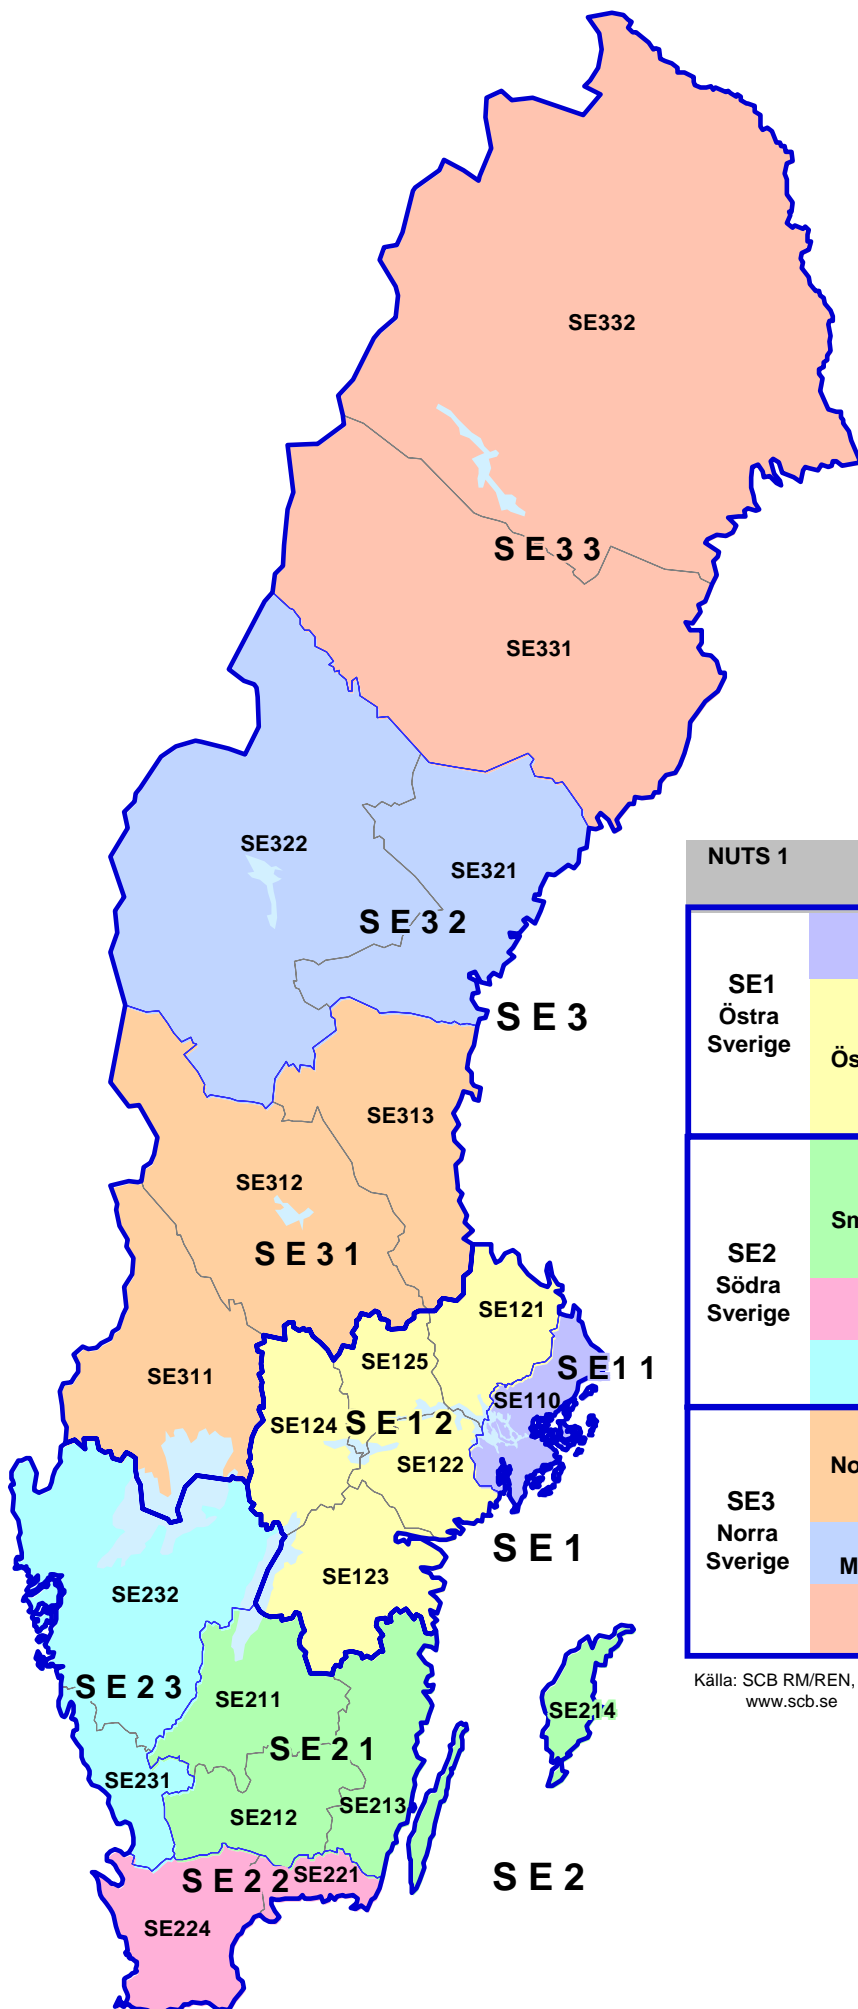 SE332
S E 3 3
SE331
SE322
SE321
S E 3 2
S E 3
SE313
SE312
S E 3 1
SE311
SE121
SE125
S E 1 1
SE110
SE124
S E 1 2
SE122
S E 1
SE123
SE232
S E 2 3
SE211
SE214
S E 2 1
SE231
SE212
SE213
S E 2 2
SE221
S E 2
SE224
NUTS 1
SE1
Östra
Sverige
Ös
SE2
Södra
Sverige
Sm
SE3
Norra
Sverige
No
M
Källa: SCB RM/REN,
www.scb.se